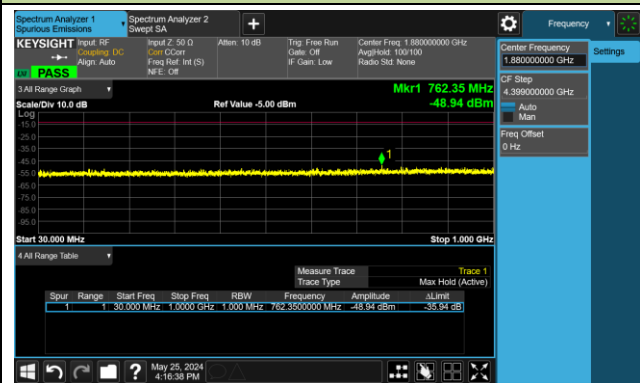 Spectrum Analyzer 1
Spurious Emissions
Spectrum Analyzer 2
Swept SA
Frequency
KEYSIGHT
Input: RF
Coupling: DC
Align: Auto
Input Z: 50 Ω
Corr CCorr
Freq Ref: Int (S)
NFE: Off
Atten: 10 dB
Trig: Free Run
Gate: Off
IF Gain: Low
Center Freq: 1.880000000 GHz
Avg|Hold: 100/100
Radio Std: None
PASS
Center Frequency
1.880000000 GHz
Settings
CF Step
4.399000000 GHz
Auto
Man
Freq Offset
0 Hz
3 All Range Graph
Mkr1 762.35 MHz
Scale/Div 10.0 dB
Ref Value -5.00 dBm
-48.94 dBm
Log
-15.0
-25.0
-35.0
-45.0
-55.0
-65.0
-75.0
-85.0
-95.0
1
Start 30.000 MHz
Stop 1.000 GHz
4 All Range Table
Measure Trace Trace 1
Trace Type Max Hold (Active)
Spur Range Start Freq Stop Freq RBW Frequency Amplitude ΔLimit
1 1 30.000 MHz 1.0000 GHz 1.000 MHz 762.3500000 MHz -48.94 dBm -35.94 dB
May 25, 2024
4:16:38 PM